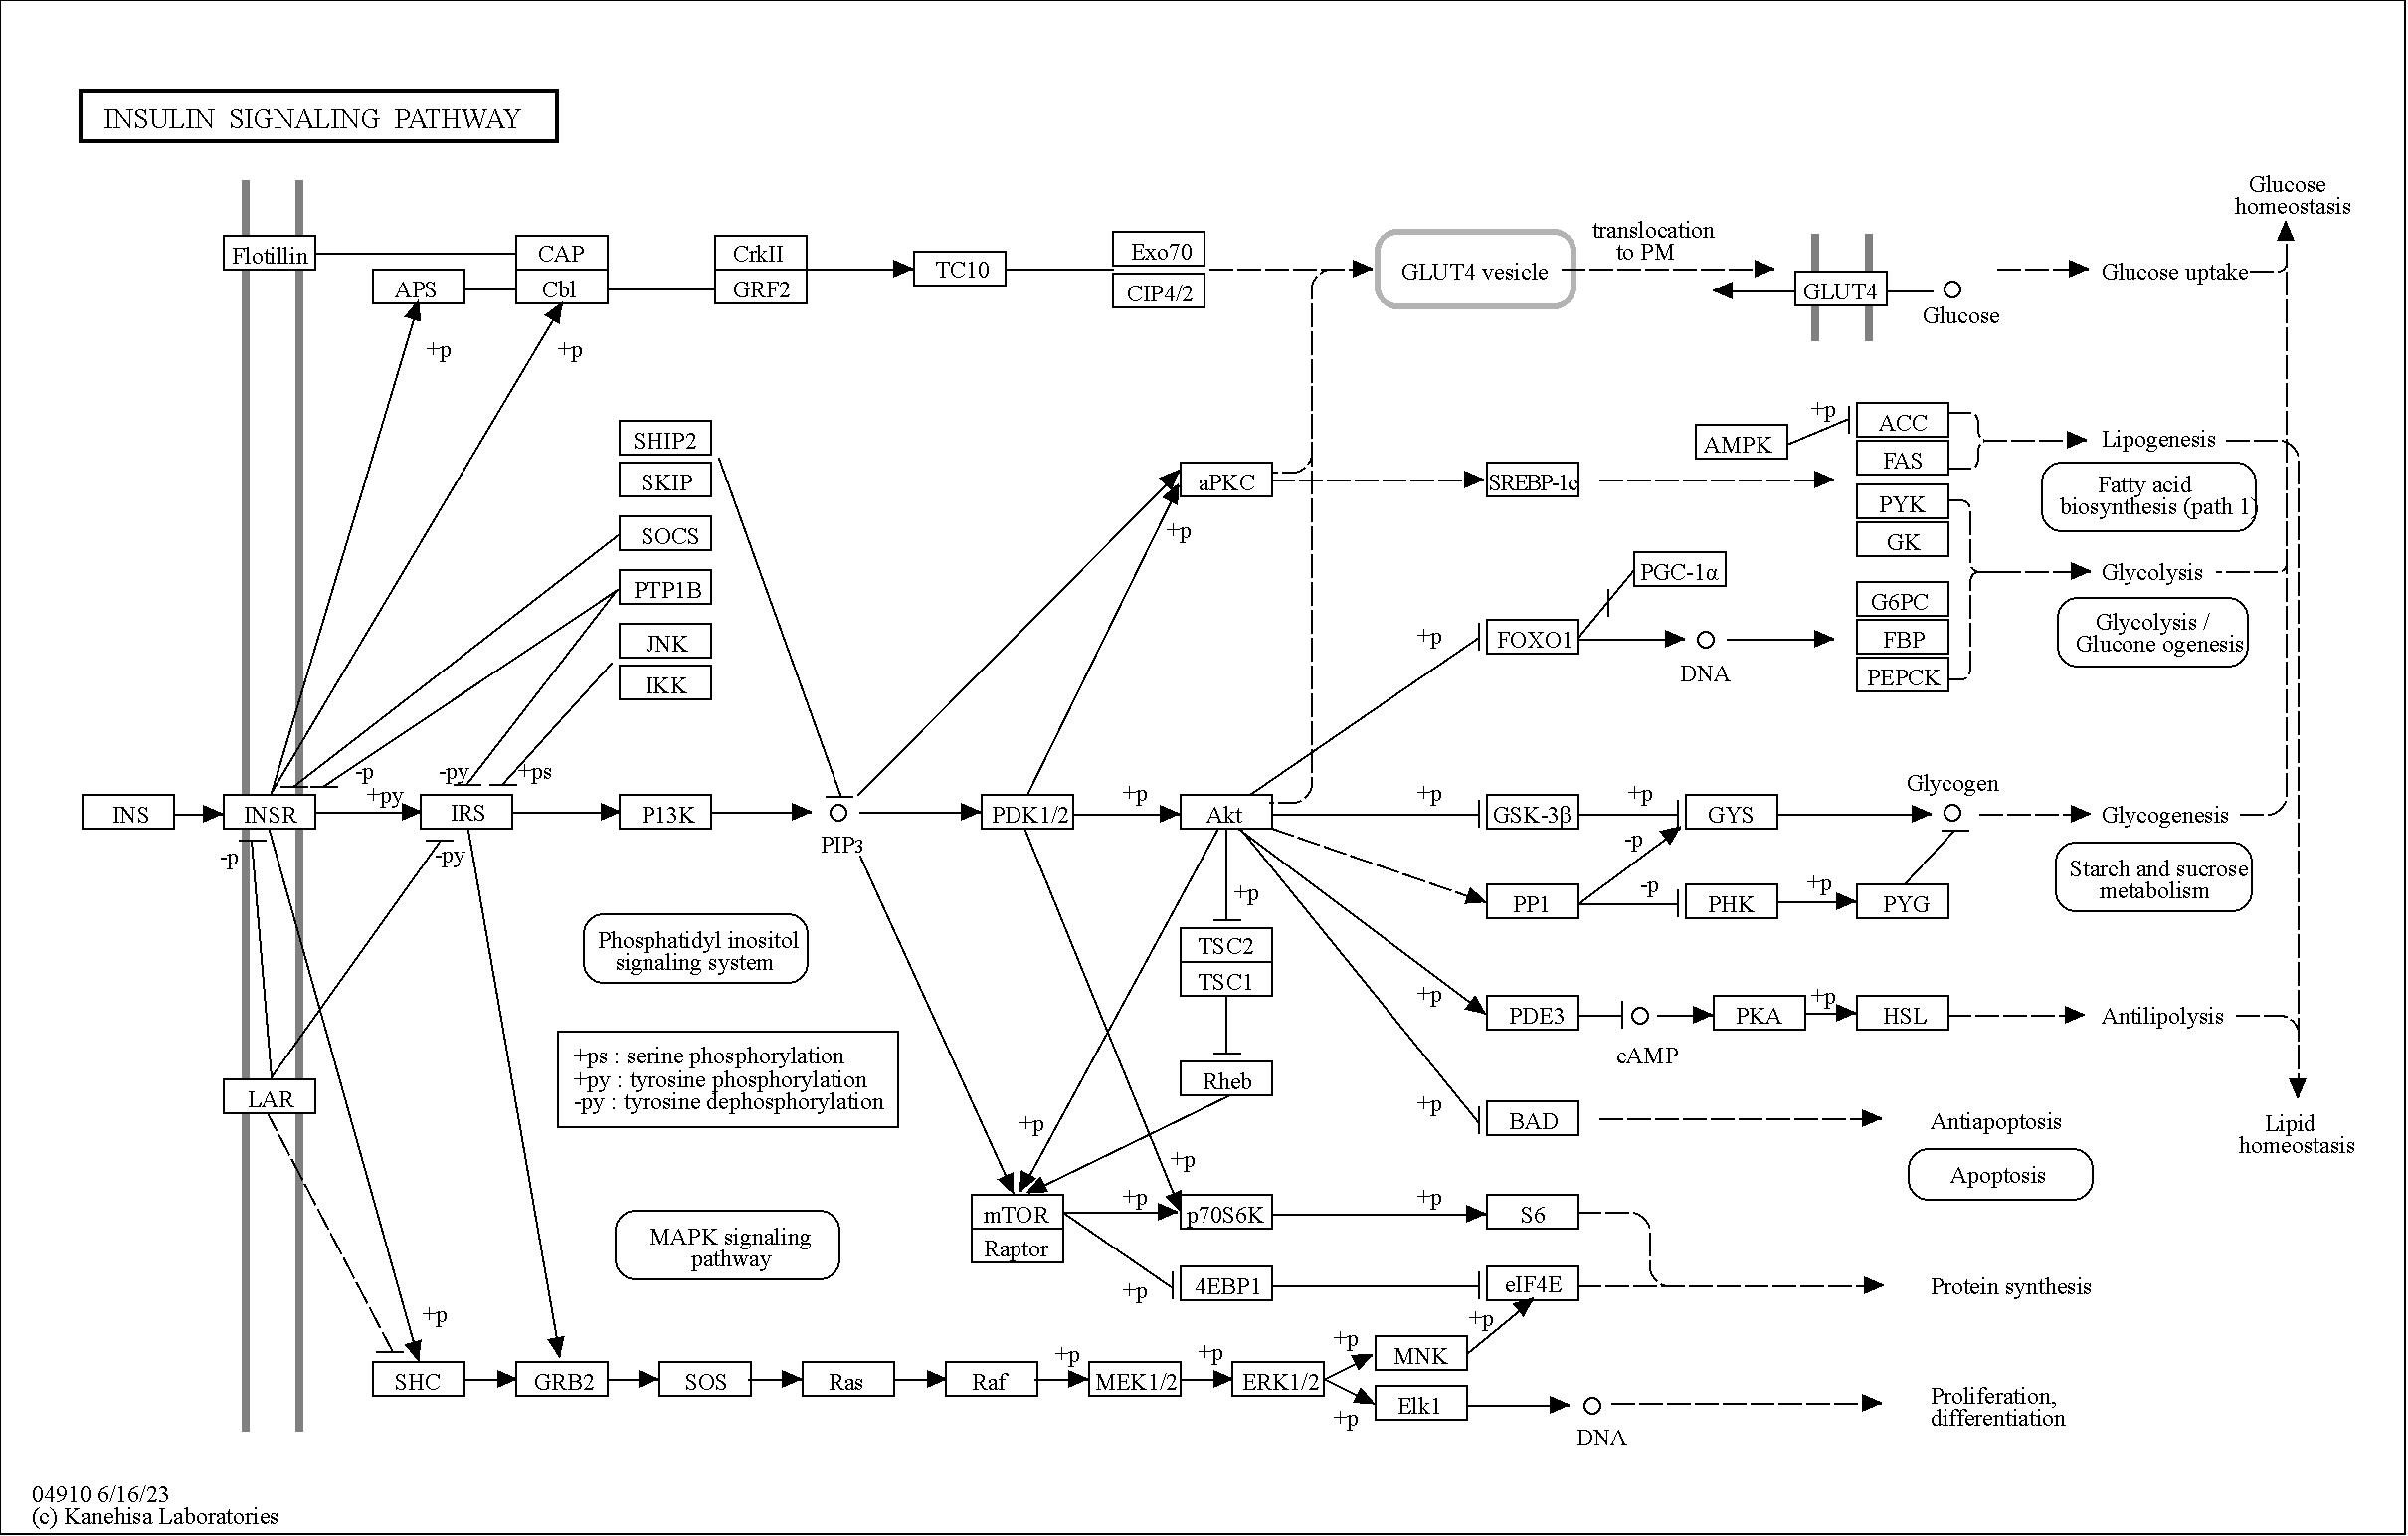 INSULIN SIGNALING PATHWAY
Glucose
homeostasis
Flotillin
CAP
CrkII
Exo70
translocation
to PM
APS
Cbl
GRF2
TC10
CIP4/2
GLUT4 vesicle
GLUT4
Glucose
Glucose uptake
+p
+p
SHIP2
SKIP
SOCS
PTP1B
JNK
IKK
aPKC
+p
SREBP-1c
AMPK
+p
ACC
FAS
PYK
GK
Lipogenesis
Fatty acid
biosynthesis (path 1)
PGC-1α
+p
FOXO1
DNA
G6PC
FBP
PEPCK
Glycolysis
Glycolysis /
Glucone ogenesis
-p
+py
-py
+ps
INS
INSR
IRS
P13K
PIP3
PDK1/2
+p
Akt
+p
GSK-3β
+p
GYS
Glycogen
Glycogenesis
-p
-py
+p
-p
-p
PP1
PHK
+p
PYG
Starch and sucrose
metabolism
Phosphatidyl inositol
signaling system
TSC2
TSC1
+p
PDE3
cAMP
PKA
+p
HSL
Antilipolysis
+ps : serine phosphorylation
+py : tyrosine phosphorylation
-py : tyrosine dephosphorylation
LAR
Rheb
+p
+p
BAD
Antiapoptosis
Apoptosis
Lipid
homeostasis
+p
mTOR
Raptor
+p
p70S6K
+p
S6
MAPK signaling
pathway
+p
4EBP1
eIF4E
Protein synthesis
+p
+p
SHC
GRB2
SOS
Ras
Raf
+p
MEK1/2
+p
ERK1/2
+p
MNK
+p
Elk1
DNA
Proliferation,
differentiation
04910 6/16/23
(c) Kanehisa Laboratories